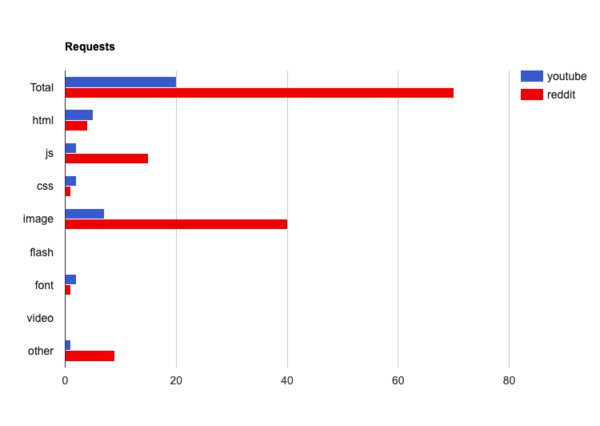 Requests
youtube
reddit
Total
html
js
css
image
flash
font
video
other
0 20 40 60 80